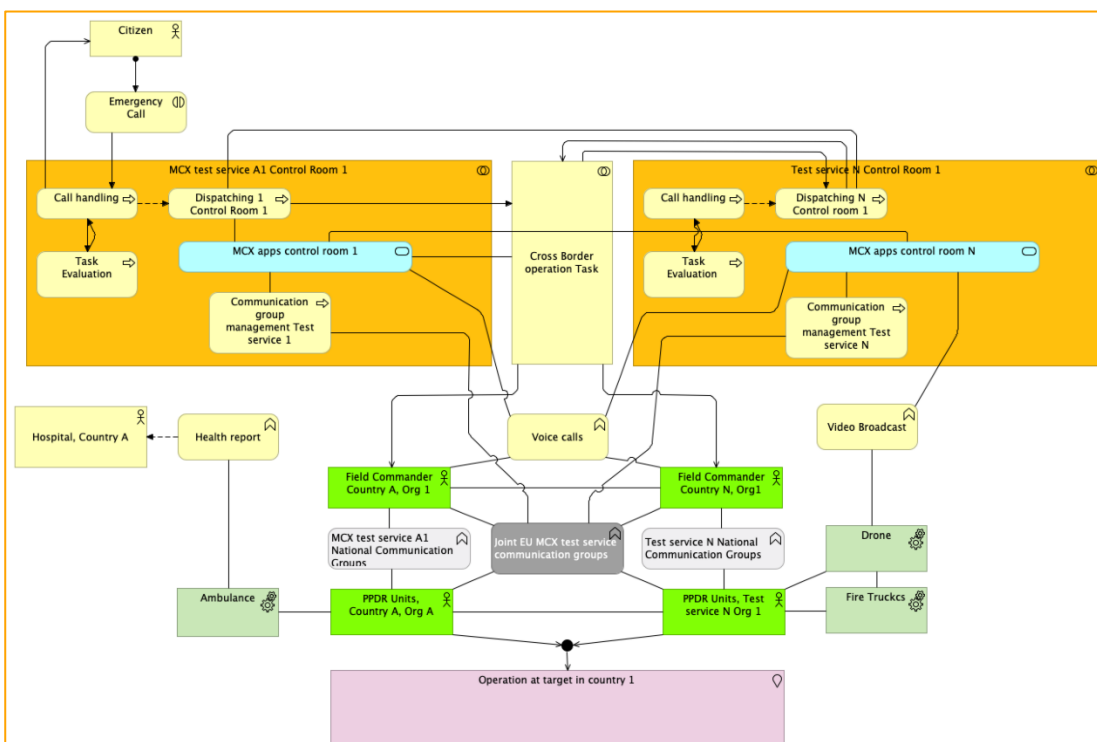 Citizen
Emergency
Call
MCX test service A1 Control Room 1
Test service N Control Room 1
Call handling
Dispatching 1
Control Room 1
Call handling
Dispatching N
Control room 1
Task
Evaluation
MCX apps control room 1
Cross Border
operation Task
Task
Evaluation
MCX apps control room N
Communication
group
management Test
service 1
Communication
group
management Test
service N
Hospital, Country A
Health report
Voice calls
Video Broadcast
Field Commander
Country A, Org 1
Field Commander
Country N, Org1
MCX test service A1
National Communication
Groups
Joint EU MCX test service
communication groups
Test service N National
Communication Groups
Drone
Ambulance
PPDR Units,
Country A, Org A
PPDR Units, Test
service N Org 1
Fire Truckcs
Operation at target in country 1